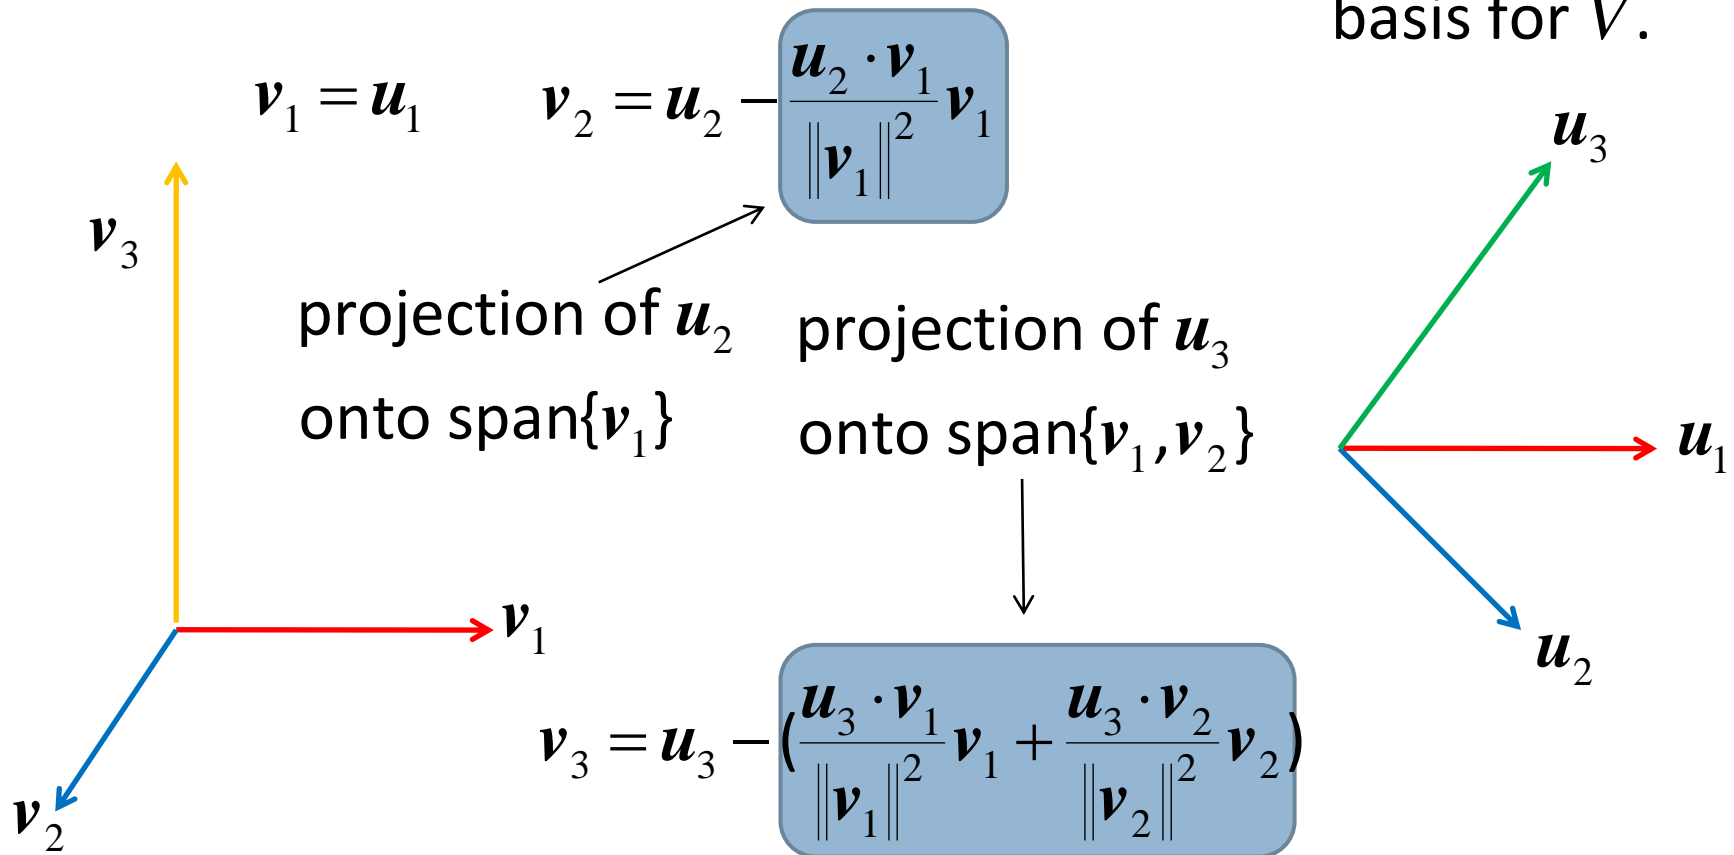 basis for V.
v₁ = u₁
v₂ = u₂ − (u₂ · v₁)/‖v₁‖² v₁
u₃
v₃
projection of u₂
onto span{v₁}
projection of u₃
onto span{v₁,v₂}
u₁
v₁
u₂
v₃ = u₃ − ((u₃ · v₁)/‖v₁‖² v₁ + (u₃ · v₂)/‖v₂‖² v₂)
v₂